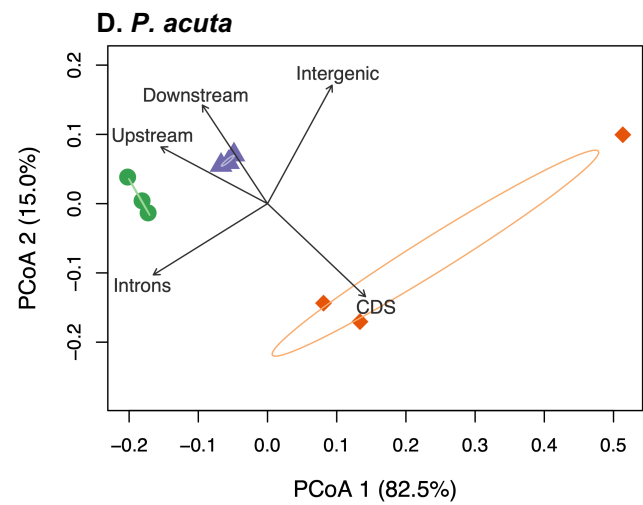 D. P. acuta
0.2
0.1
0.0
−0.1
−0.2
PCoA 2 (15.0%)
Intergenic
Downstream
Upstream
Introns
CDS
−0.2 −0.1 0.0 0.1 0.2 0.3 0.4 0.5
PCoA 1 (82.5%)